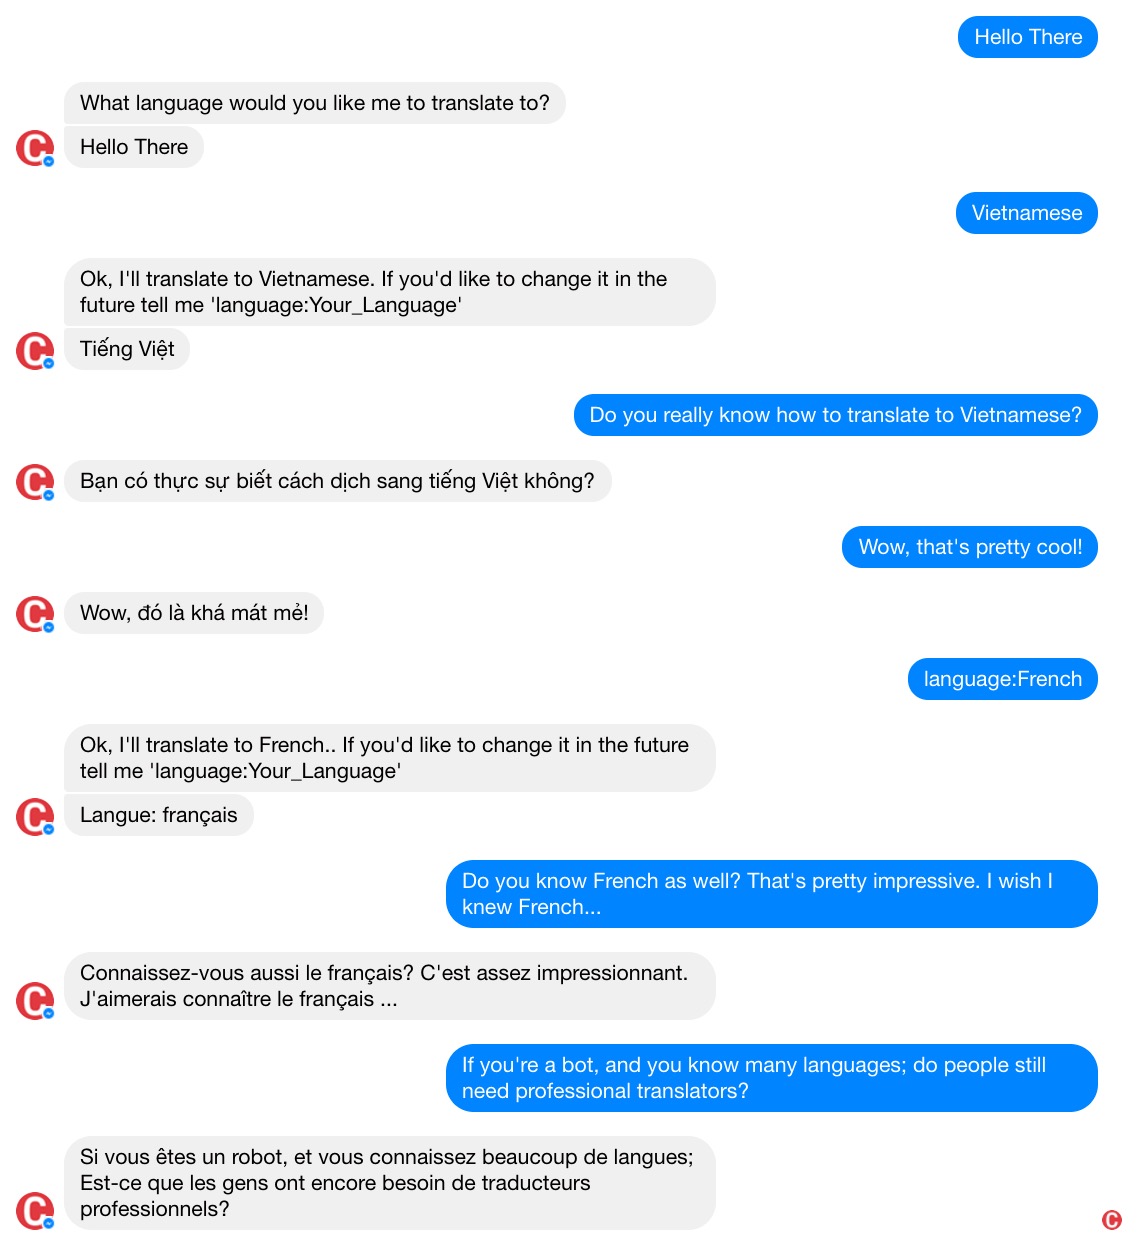 Hello There
What language would you like me to translate to?
Hello There
Vietnamese
Ok, I'll translate to Vietnamese. If you'd like to change it in the
future tell me 'language:Your_Language'
Tiếng Việt
Do you really know how to translate to Vietnamese?
Bạn có thực sự biết cách dịch sang tiếng Việt không?
Wow, that's pretty cool!
Wow, đó là khá mát mẻ!
language:French
Ok, I'll translate to French.. If you'd like to change it in the future
tell me 'language:Your_Language'
Langue: français
Do you know French as well? That's pretty impressive. I wish I
knew French...
Connaissez-vous aussi le français? C'est assez impressionnant.
J'aimerais connaître le français ...
If you're a bot, and you know many languages; do people still
need professional translators?
Si vous êtes un robot, et vous connaissez beaucoup de langues;
Est-ce que les gens ont encore besoin de traducteurs
professionnels?